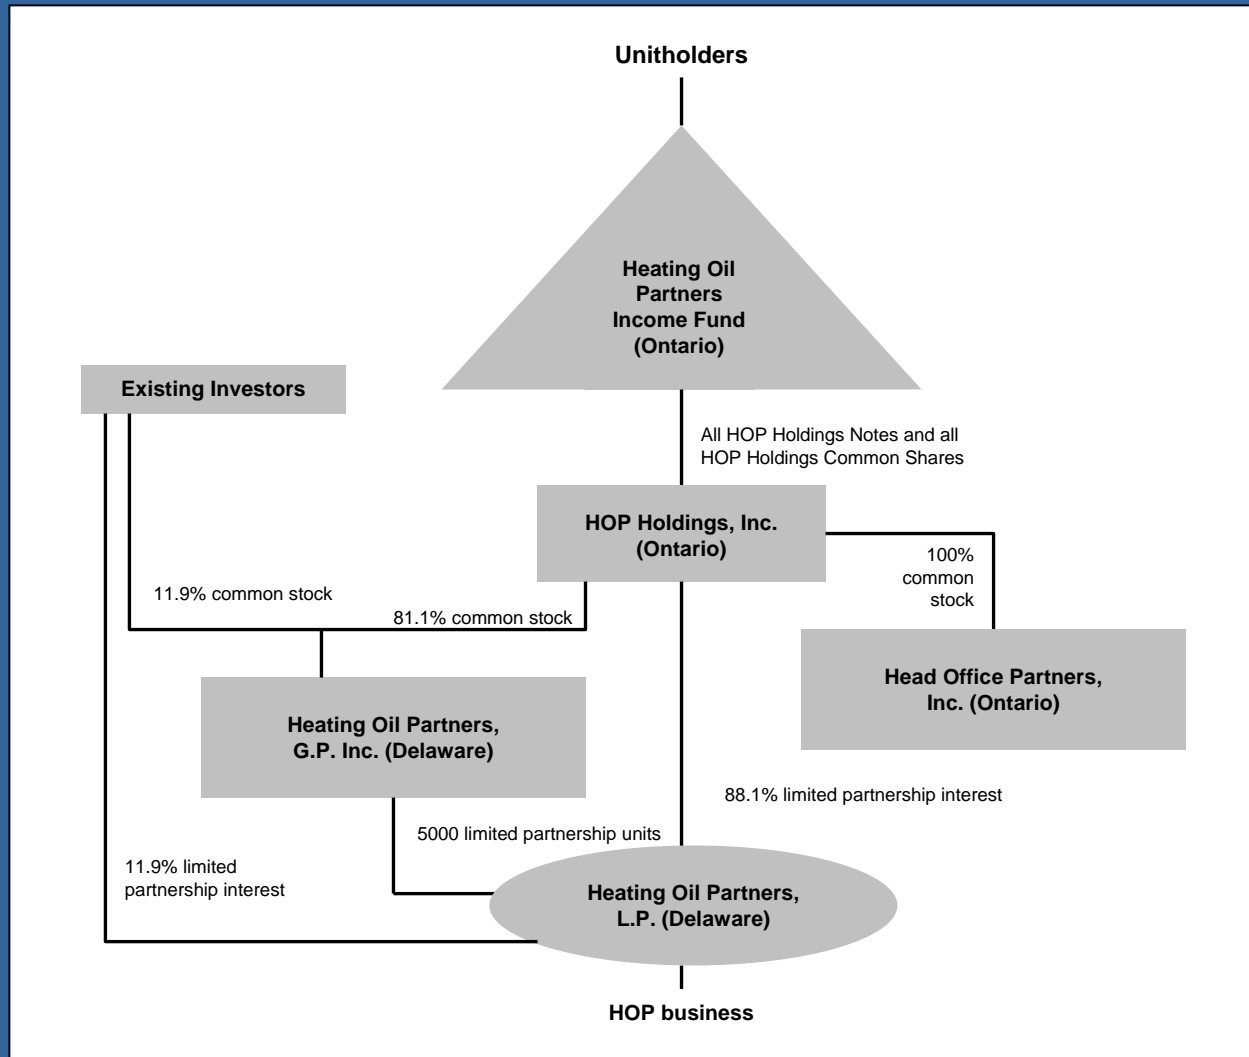 Unitholders
Heating Oil
Partners
Income Fund
(Ontario)
Existing Investors
All HOP Holdings Notes and all
HOP Holdings Common Shares
HOP Holdings, Inc.
(Ontario)
100%
common
stock
11.9% common stock
81.1% common stock
Head Office Partners,
Inc. (Ontario)
Heating Oil Partners,
G.P. Inc. (Delaware)
88.1% limited partnership interest
5000 limited partnership units
11.9% limited
partnership interest
Heating Oil Partners,
L.P. (Delaware)
HOP business